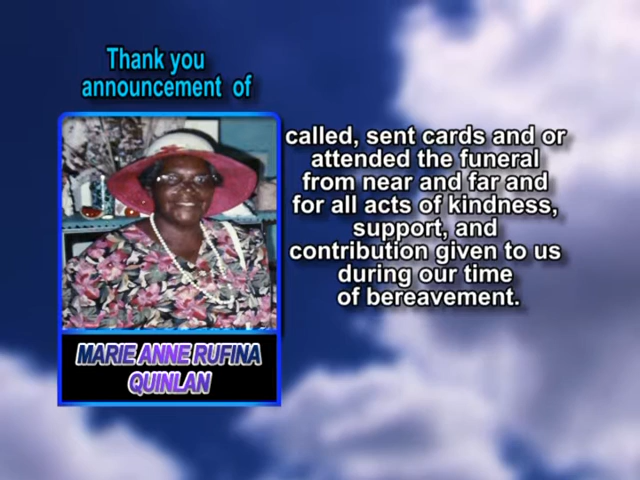 Thank you
announcement of
called, sent cards and or
attended the funeral
from near and far and
for all acts of kindness,
support, and
contribution given to us
during our time
of bereavement.
MARIE ANNE RUFINA
QUINLAN